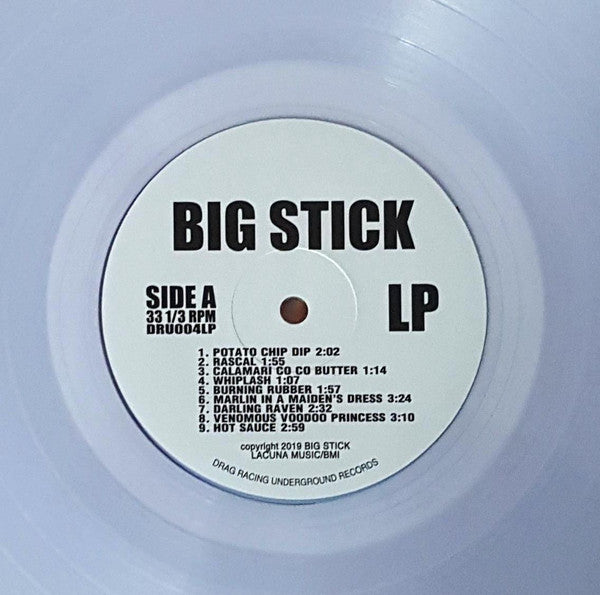 BIG STICK
SIDE A
33 1/3 RPM
DRU004LP
LP
1. POTATO CHIP DIP 2:02
2. RASCAL 1:55
3. CALAMARI CO CO BUTTER 1:14
4. WHIPLASH 1:07
5. BURNING RUBBER 1:57
6. MARLIN IN A MAIDEN'S DRESS 3:24
7. DARLING RAVEN 2:32
8. VENOMOUS VOODOO PRINCESS 3:10
9. HOT SAUCE 2:59
copyright 2019 BIG STICK
LACUNA MUSIC/BMI
DRAG RACING UNDERGROUND RECORDS